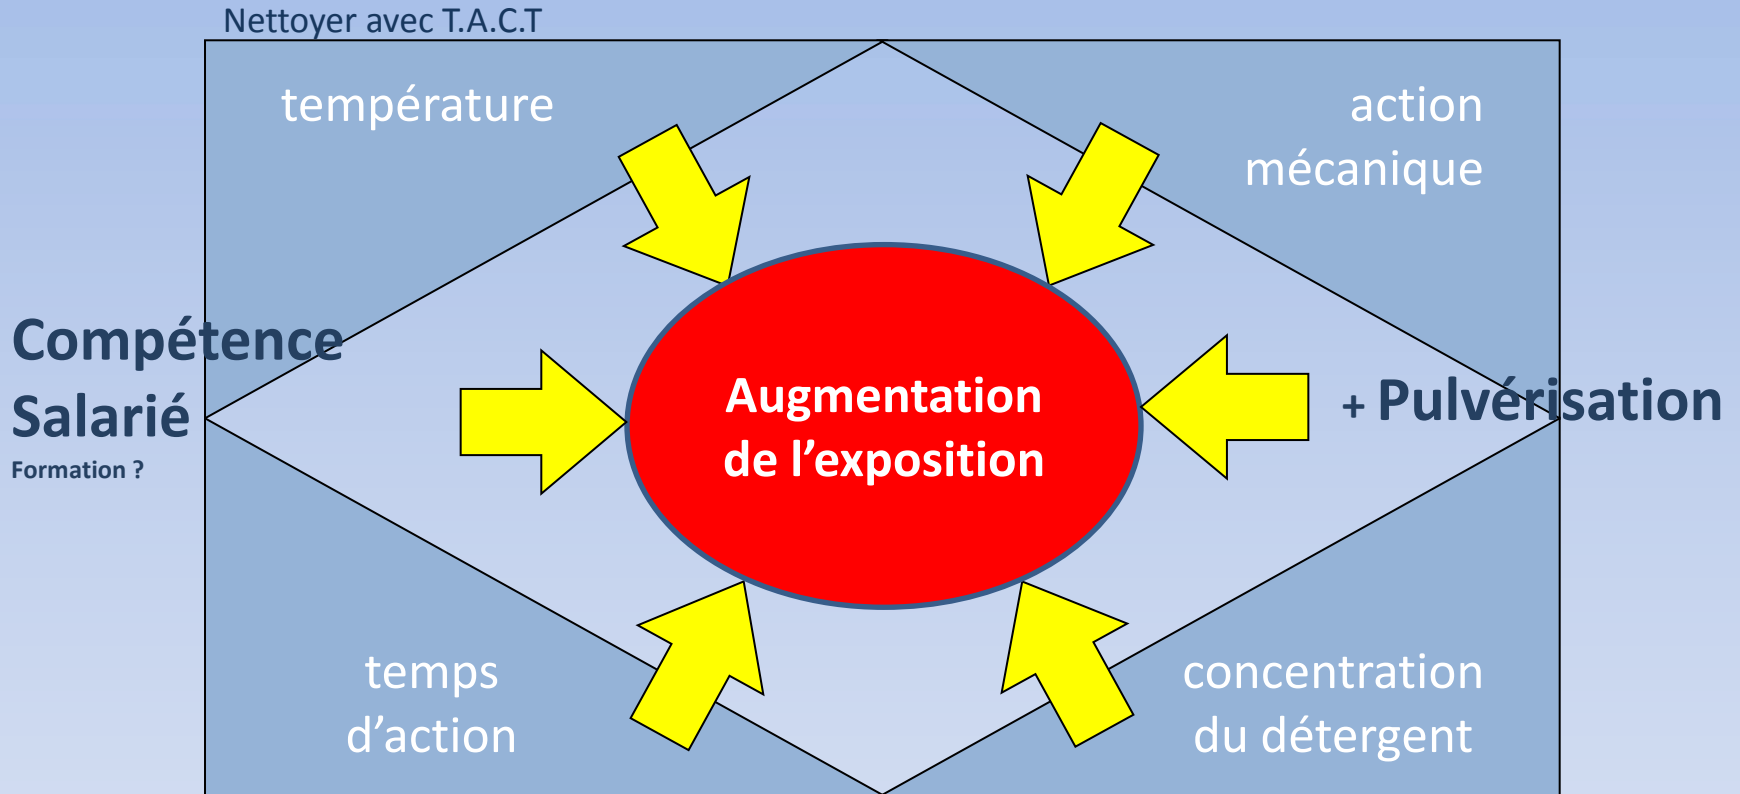 Nettoyer avec T.A.C.T
température
action
mécanique
Compétence
Salarié
Formation ?
Augmentation
de l’exposition
+ Pulvérisation
temps
d’action
concentration
du détergent